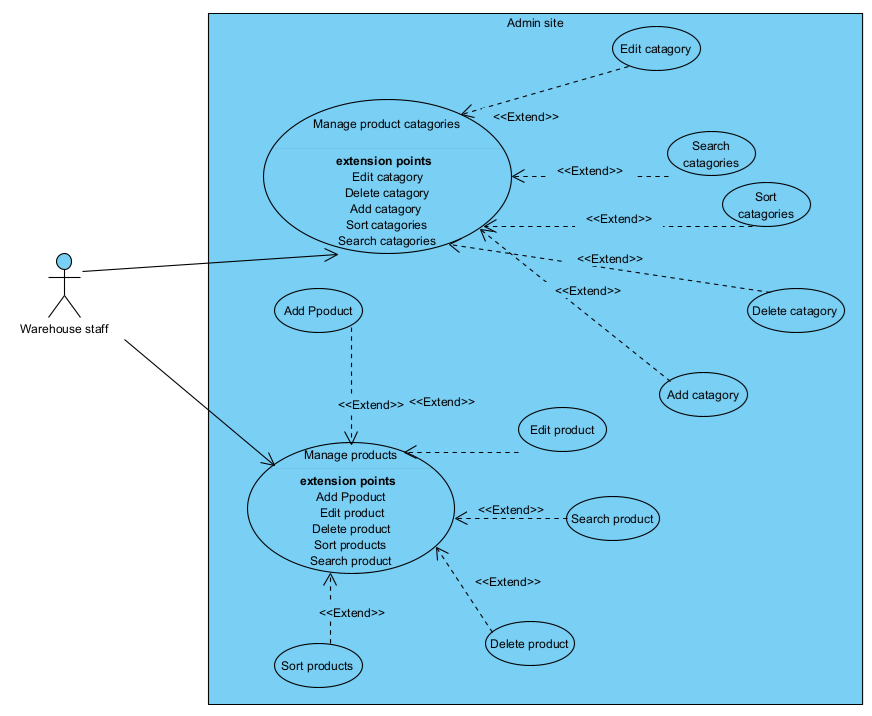 Admin site
Edit catagory
<<Extend>>
Manage product catagories
extension points
Edit catagory
Delete catagory
Add catagory
Sort catagories
Search catagories
Search
catagories
<<Extend>>
Sort
catagories
<<Extend>>
<<Extend>>
Delete catagory
<<Extend>>
Add catagory
Warehouse staff
Add Pproduct
<<Extend>>
<<Extend>>
Edit product
Manage products
extension points
Add Pproduct
Edit product
Delete product
Sort products
Search product
<<Extend>>
Search product
<<Extend>>
Delete product
<<Extend>>
Sort products